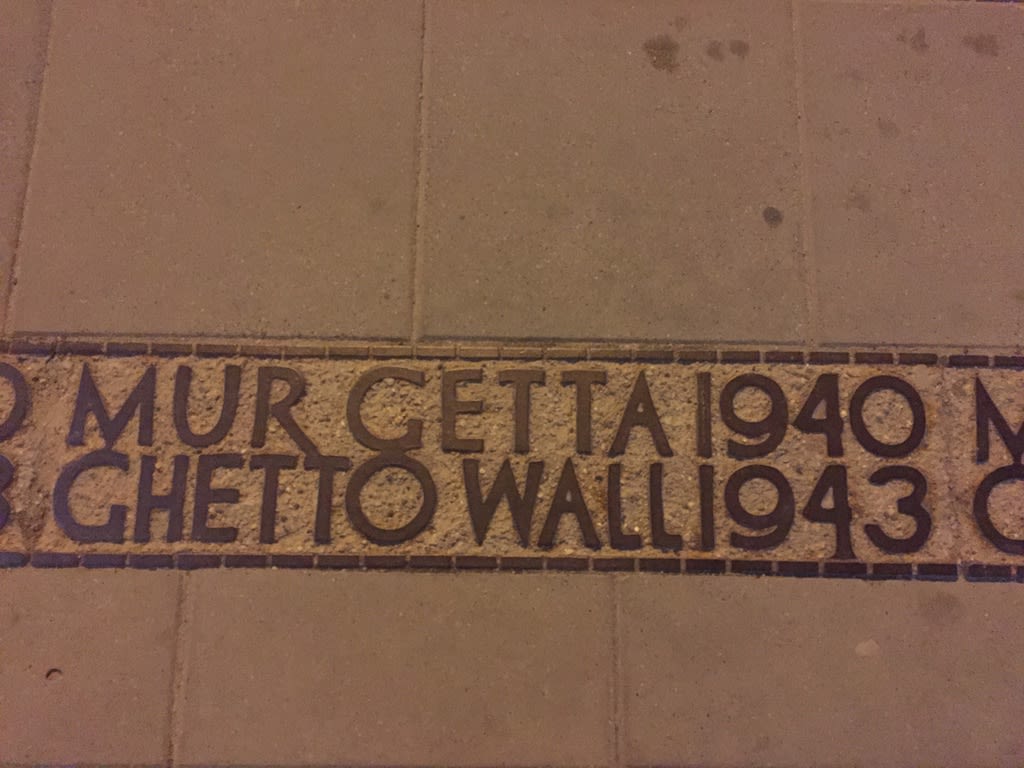 MUR GETTA 1940
GHETTO WALL 1943